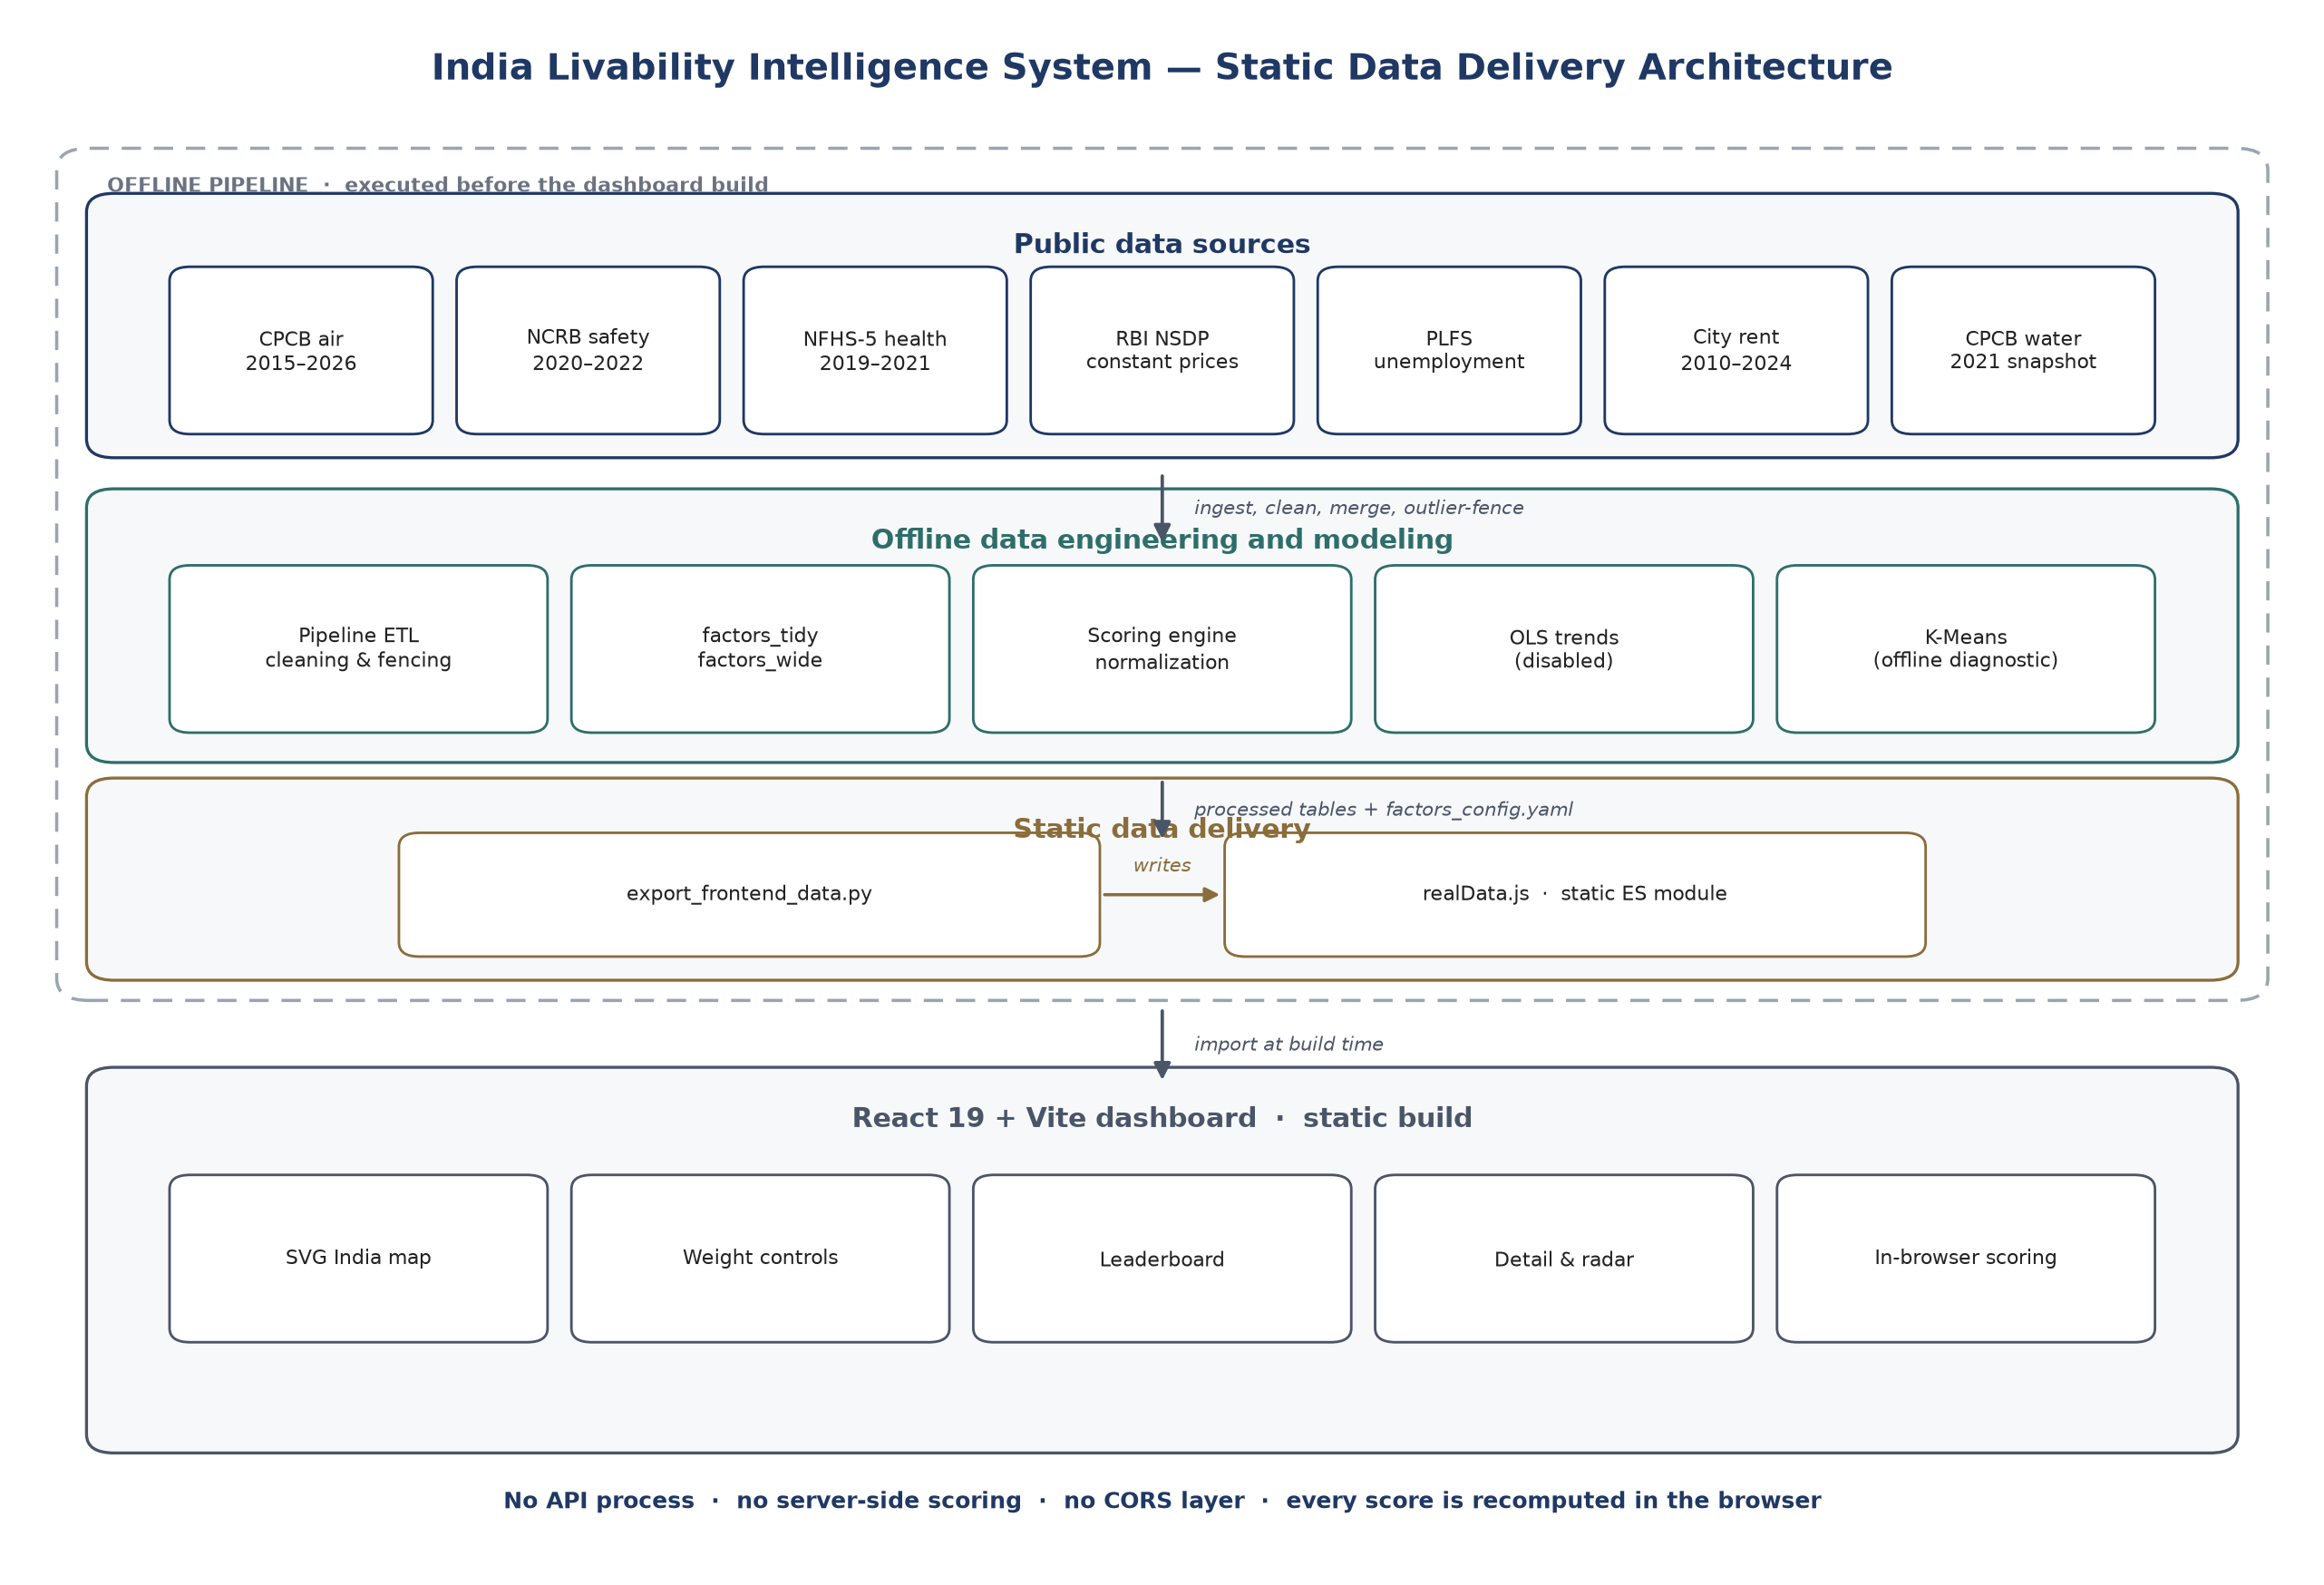 India Livability Intelligence System — Static Data Delivery Architecture
OFFLINE PIPELINE · executed before the dashboard build
Public data sources
CPCB air
2015–2026
NCRB safety
2020–2022
NFHS-5 health
2019–2021
RBI NSDP
constant prices
PLFS
unemployment
City rent
2010–2024
CPCB water
2021 snapshot
ingest, clean, merge, outlier-fence
Offline data engineering and modeling
Pipeline ETL
cleaning & fencing
factors_tidy
factors_wide
Scoring engine
normalization
OLS trends
(disabled)
K-Means
(offline diagnostic)
processed tables + factors_config.yaml
Static data delivery
export_frontend_data.py
writes
realData.js · static ES module
import at build time
React 19 + Vite dashboard · static build
SVG India map
Weight controls
Leaderboard
Detail & radar
In-browser scoring
No API process · no server-side scoring · no CORS layer · every score is recomputed in the browser